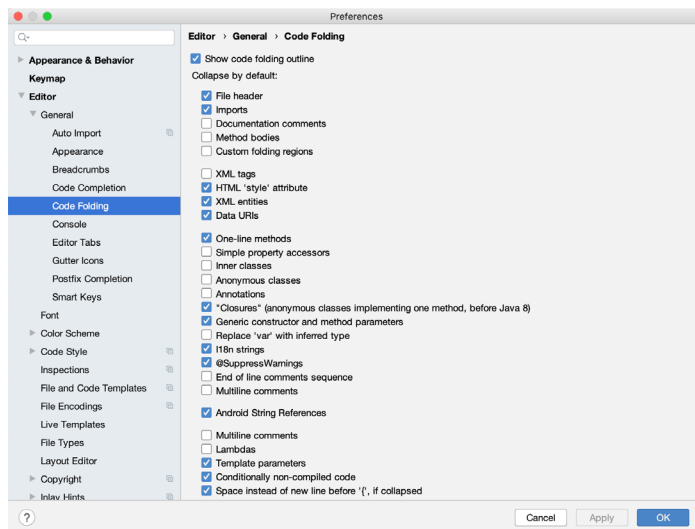 Preferences
Editor › General › Code Folding
Appearance & Behavior
Keymap
Editor
General
Auto Import
Appearance
Breadcrumbs
Code Completion
Code Folding
Console
Editor Tabs
Gutter Icons
Postfix Completion
Smart Keys
Font
Color Scheme
Code Style
Inspections
File and Code Templates
File Encodings
Live Templates
File Types
Layout Editor
Copyright
Inlay Hints
Show code folding outline
Collapse by default:
File header
Imports
Documentation comments
Method bodies
Custom folding regions
XML tags
HTML 'style' attribute
XML entities
Data URIs
One-line methods
Simple property accessors
Inner classes
Anonymous classes
Annotations
"Closures" (anonymous classes implementing one method, before Java 8)
Generic constructor and method parameters
Replace 'var' with inferred type
I18n strings
@SuppressWarnings
End of line comments sequence
Multiline comments
Android String References
Multiline comments
Lambdas
Template parameters
Conditionally non-compiled code
Space instead of new line before '{', if collapsed
?
Cancel
Apply
OK